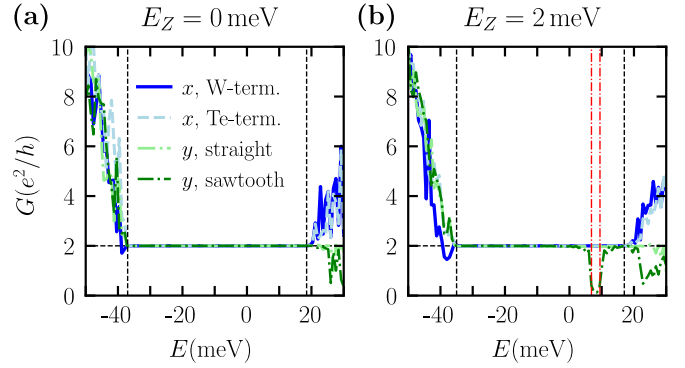 (a) E_Z = 0 meV
(b) E_Z = 2 meV
G(e²/h)
10
8
6
4
2
0
x, W-term.
x, Te-term.
y, straight
y, sawtooth
-40 -20 0 20
E(meV)
10
8
6
4
2
0
-40 -20 0 20
E(meV)